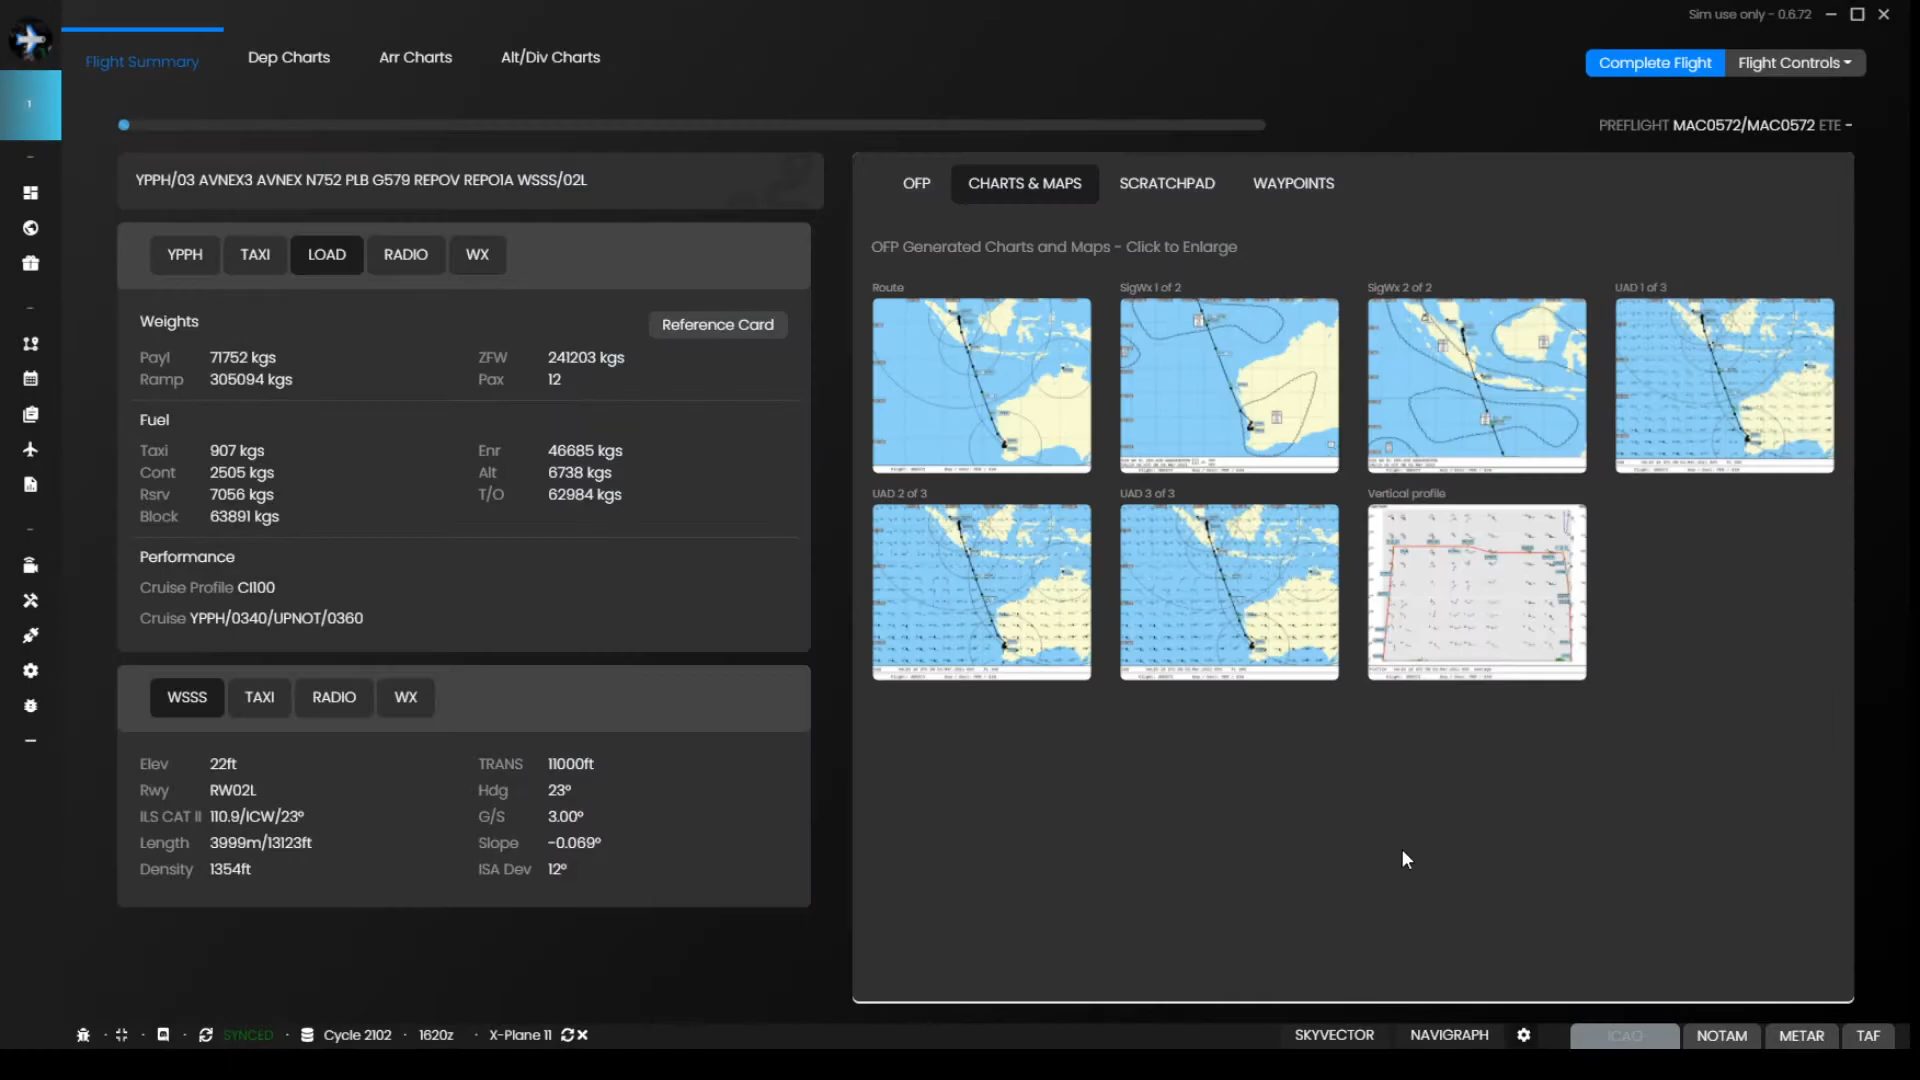 Sim use only - 0.6.72
Flight Summary
Dep Charts
Arr Charts
Alt/Div Charts
Complete Flight
Flight Controls
1
PREFLIGHT MAC0572/MAC0572 ETE -
YPPH/03 AVNEX3 AVNEX N752 PLB G579 REPOV REPO1A WSSS/02L
YPPH
TAXI
LOAD
RADIO
WX
Weights
Reference Card
Payl 71752 kgs ZFW 241203 kgs
Ramp 305094 kgs Pax 12
Fuel
Taxi 907 kgs Enr 46685 kgs
Cont 2505 kgs Alt 6738 kgs
Rsrv 7056 kgs T/O 62984 kgs
Block 63891 kgs
Performance
Cruise Profile CI100
Cruise YPPH/0340/UPNOT/0360
WSSS
TAXI
RADIO
WX
Elev 22ft TRANS 11000ft
Rwy RW02L Hdg 23°
ILS CAT II 110.9/ICW/23° G/S 3.00°
Length 3999m/13123ft Slope -0.069°
Density 1354ft ISA Dev 12°
OFP
CHARTS & MAPS
SCRATCHPAD
WAYPOINTS
OFP Generated Charts and Maps - Click to Enlarge
Route
SigWx 1 of 2
SigWx 2 of 2
UAD 1 of 3
UAD 2 of 3
UAD 3 of 3
Vertical profile
SYNCED
Cycle 2102
1620z
X-Plane 11
SKYVECTOR
NAVIGRAPH
ICAO
NOTAM
METAR
TAF